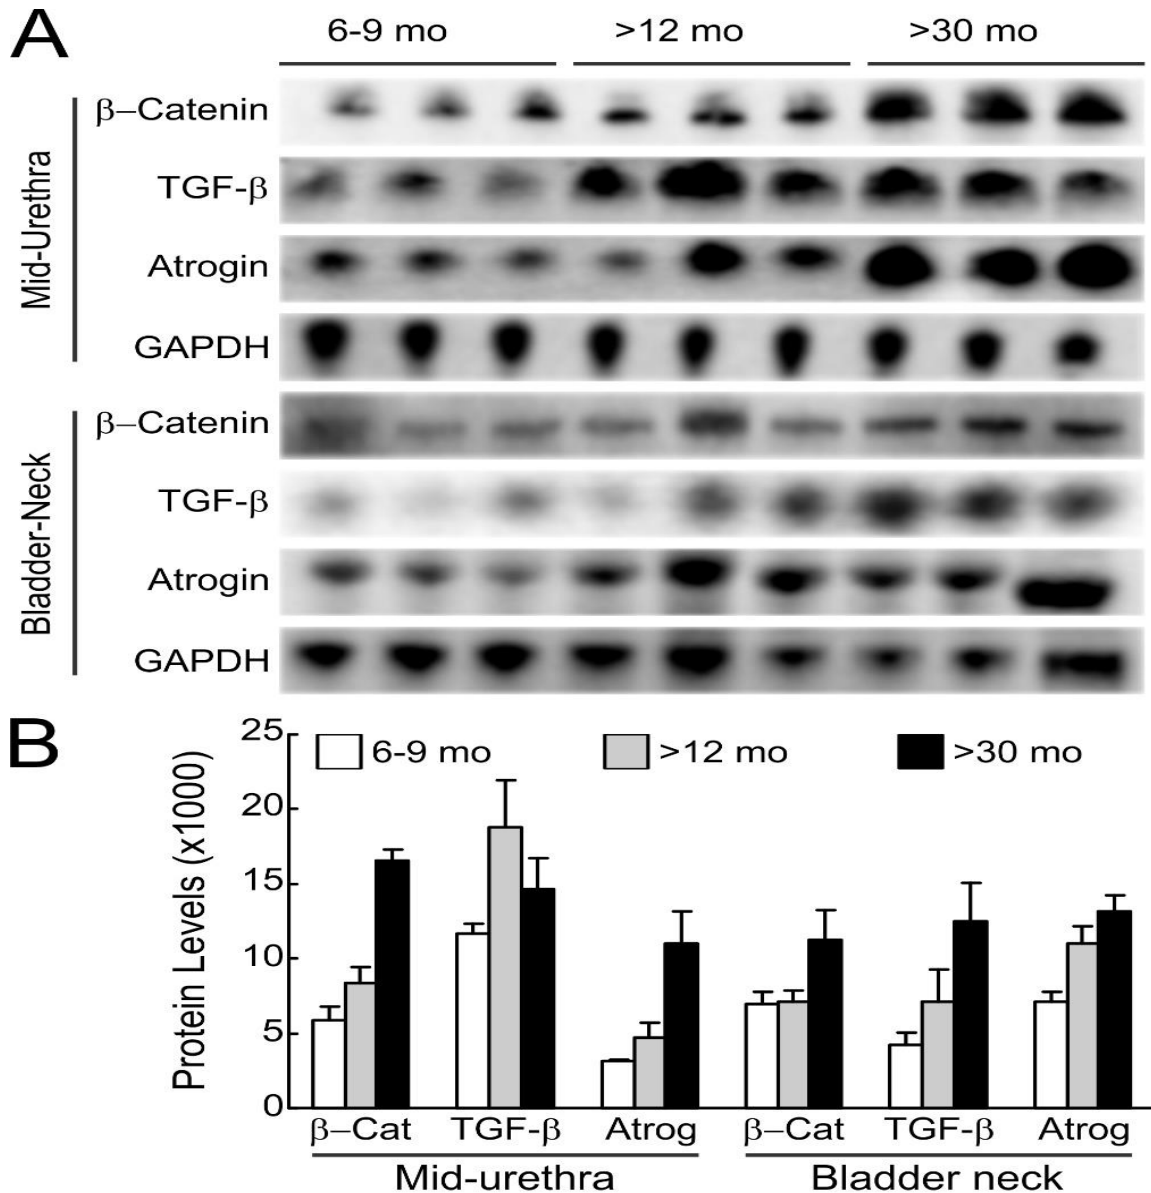 A
6-9 mo >12 mo >30 mo
Mid-Urethra
β–Catenin
TGF-β
Atrogin
GAPDH
Bladder-Neck
β–Catenin
TGF-β
Atrogin
GAPDH
B
Protein Levels (x1000)
25
20
15
10
5
0
6-9 mo >12 mo >30 mo
β–Cat TGF-β Atrog β–Cat TGF-β Atrog
Mid-urethra Bladder neck